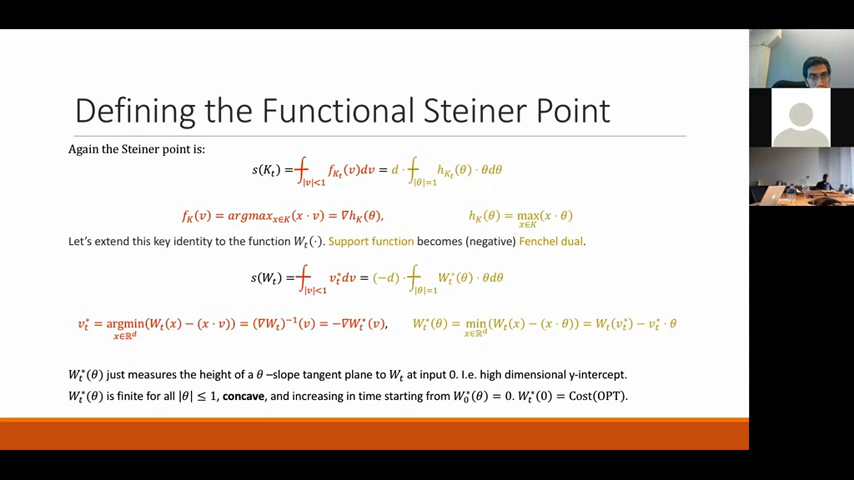 Defining the Functional Steiner Point
Again the Steiner point is:
s(K_t) = ⨍_{|v|<1} f_{K_t}(v)dv = d · ⨍_{|θ|=1} h_{K_t}(θ) · θdθ
f_K(v) = argmax_{x∈K}(x · v) = ∇h_K(θ), h_K(θ) = max_{x∈K}(x · θ)
Let's extend this key identity to the function W_t(·). Support function becomes (negative) Fenchel dual.
s(W_t) = ⨍_{|v|<1} v_t^* dv = (−d) · ⨍_{|θ|=1} W_t^*(θ) · θdθ
v_t^* = argmin_{x∈ℝ^d}(W_t(x) − (x · v)) = (∇W_t)^{−1}(v) = −∇W_t^*(v), W_t^*(θ) = min_{x∈ℝ^d}(W_t(x) − (x · θ)) = W_t(v_t^*) − v_t^* · θ
W_t^*(θ) just measures the height of a θ –slope tangent plane to W_t at input 0. I.e. high dimensional y-intercept.
W_t^*(θ) is finite for all |θ| ≤ 1, concave, and increasing in time starting from W_0^*(θ) = 0. W_t^*(0) = Cost(OPT).